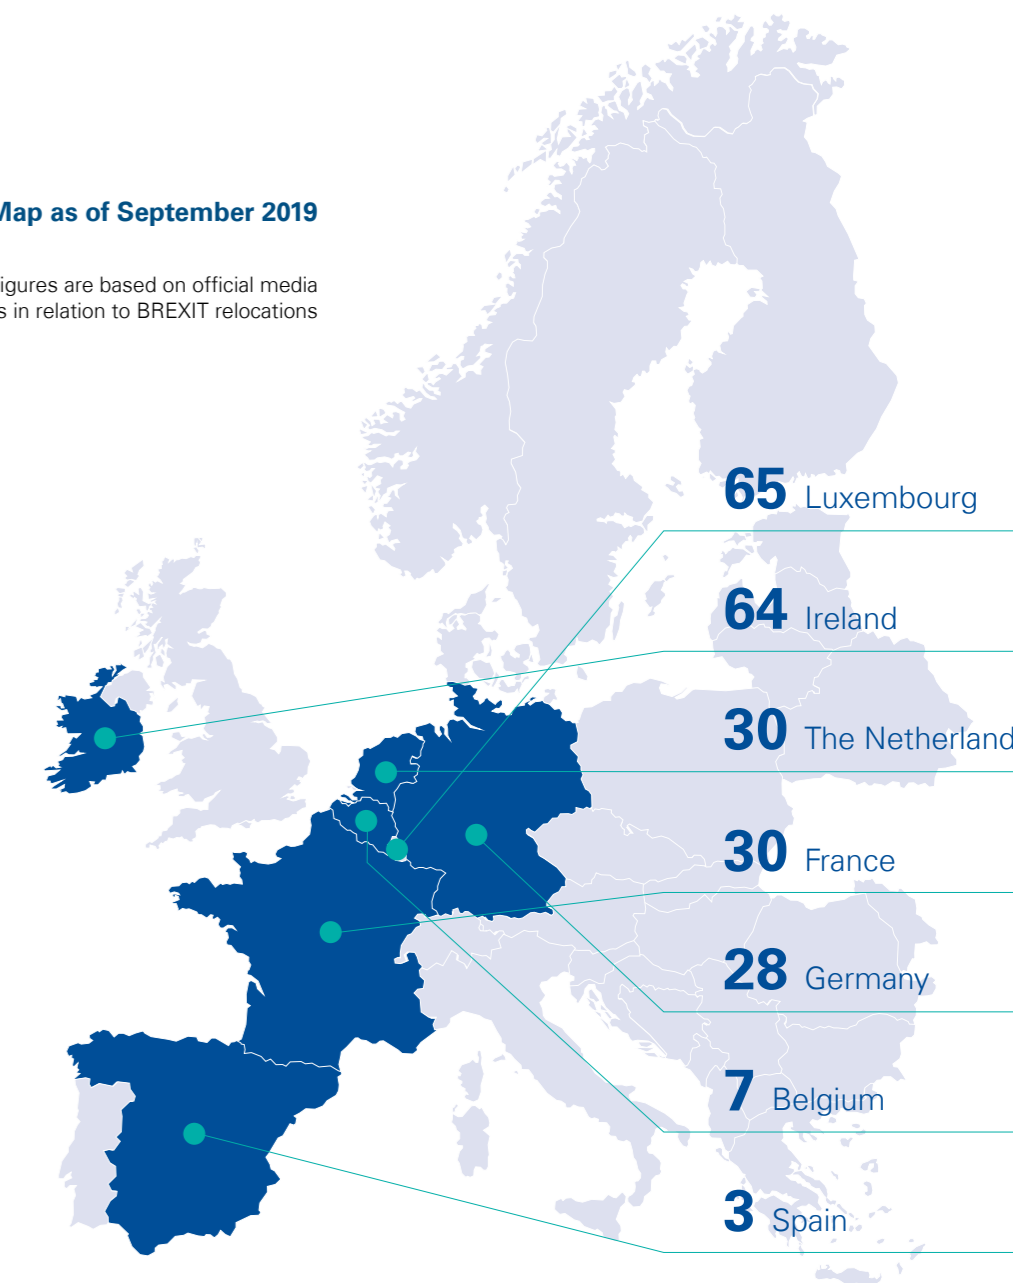 Map as of September 2019
igures are based on official media
s in relation to BREXIT relocations
65 Luxembourg
64 Ireland
30 The Netherland
30 France
28 Germany
7 Belgium
3 Spain